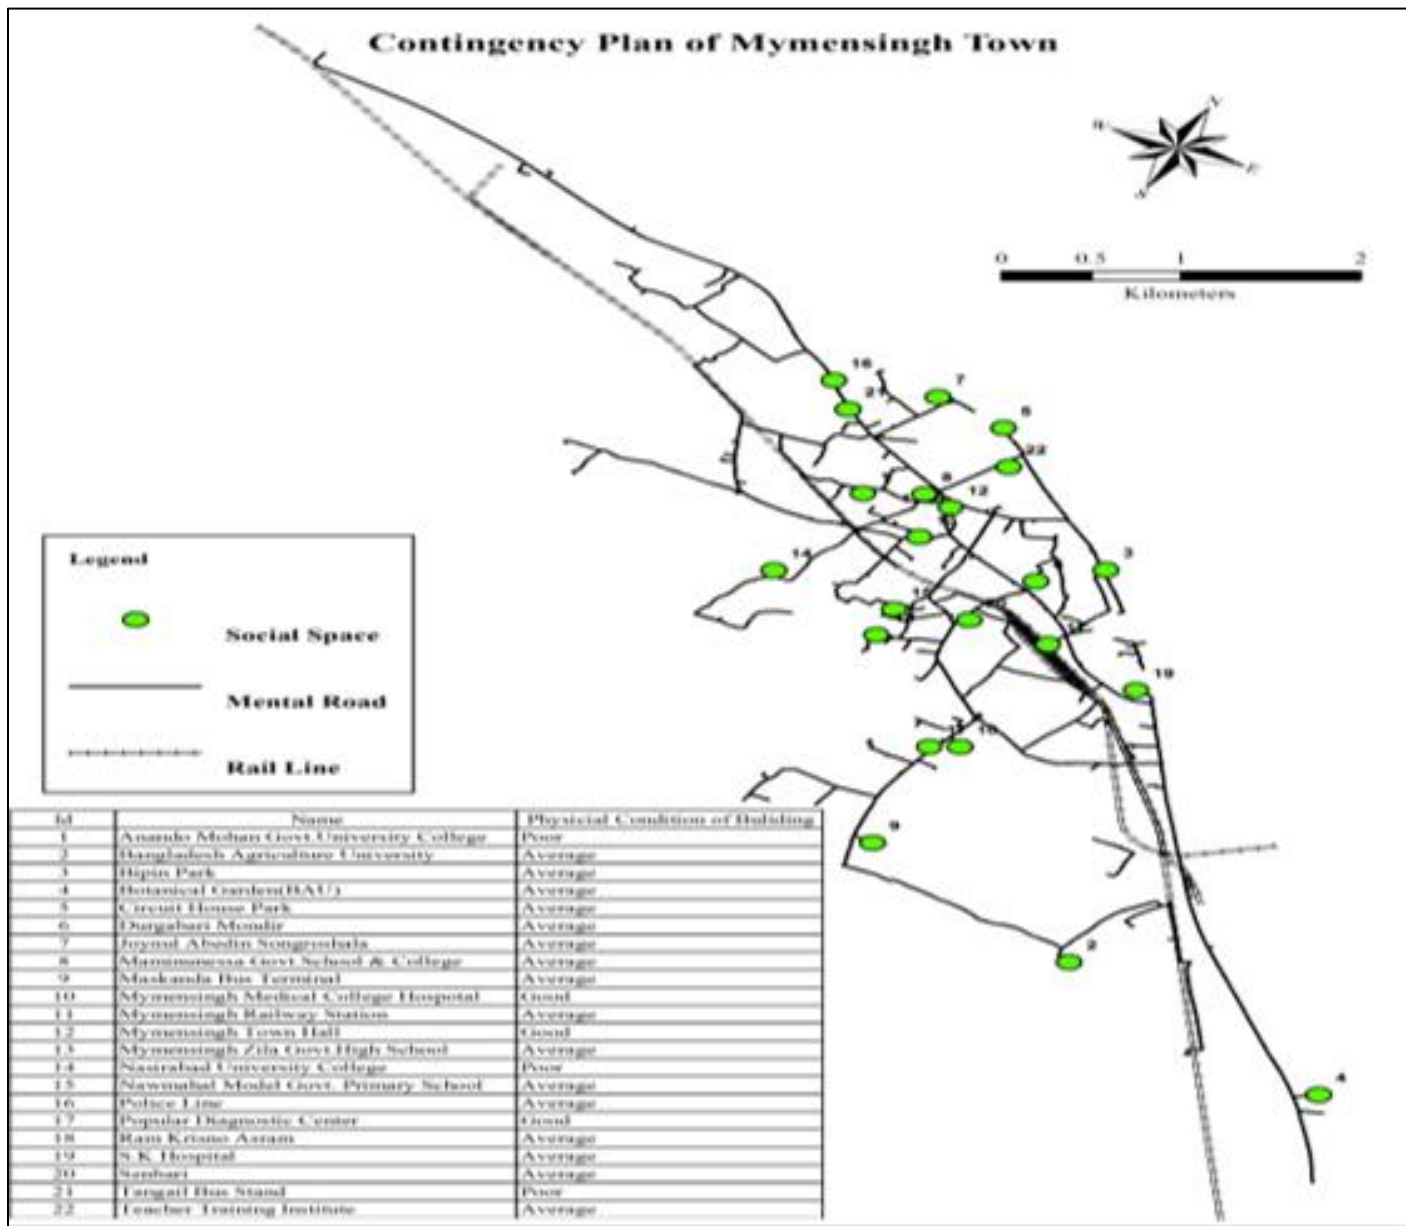 Contingency Plan of Mymensingh Town
N
W
E
S
0 0.5 1 2
Kilometers
16
7
21
5
22
8
12
14
3
19
10
9
2
4
Legend
Social Space
Mental Road
Rail Line
Id Name Physicial Condition of Buliding
1 Anando Mohan Govt.University College Poor
2 Bangladesh Agriculture University Average
3 Bipin Park Average
4 Botanical Garden(BAU) Average
5 Circuit House Park Average
6 Durgabari Mondir Average
7 Joynul Abedin Average
8 Govt.School & College Average
9 Maskanda Bus Terminal Average
10 Mymensingh Medical College Hospotal Good
11 Mymensingh Railway Station Average
12 Mymensingh Town Hall Good
13 Mymensingh Zila Govt.High School Average
14 Nasirabad University College Poor
15 Nawmahal Model Govt. Primary School Average
16 Police Line Average
17 Popular Diagnostic Center Good
18 Ram Krisno Asram Average
19 S.K Hospital Average
20 Average
21 Tangail Bus Stand Poor
22 Teacher Training Institute Average